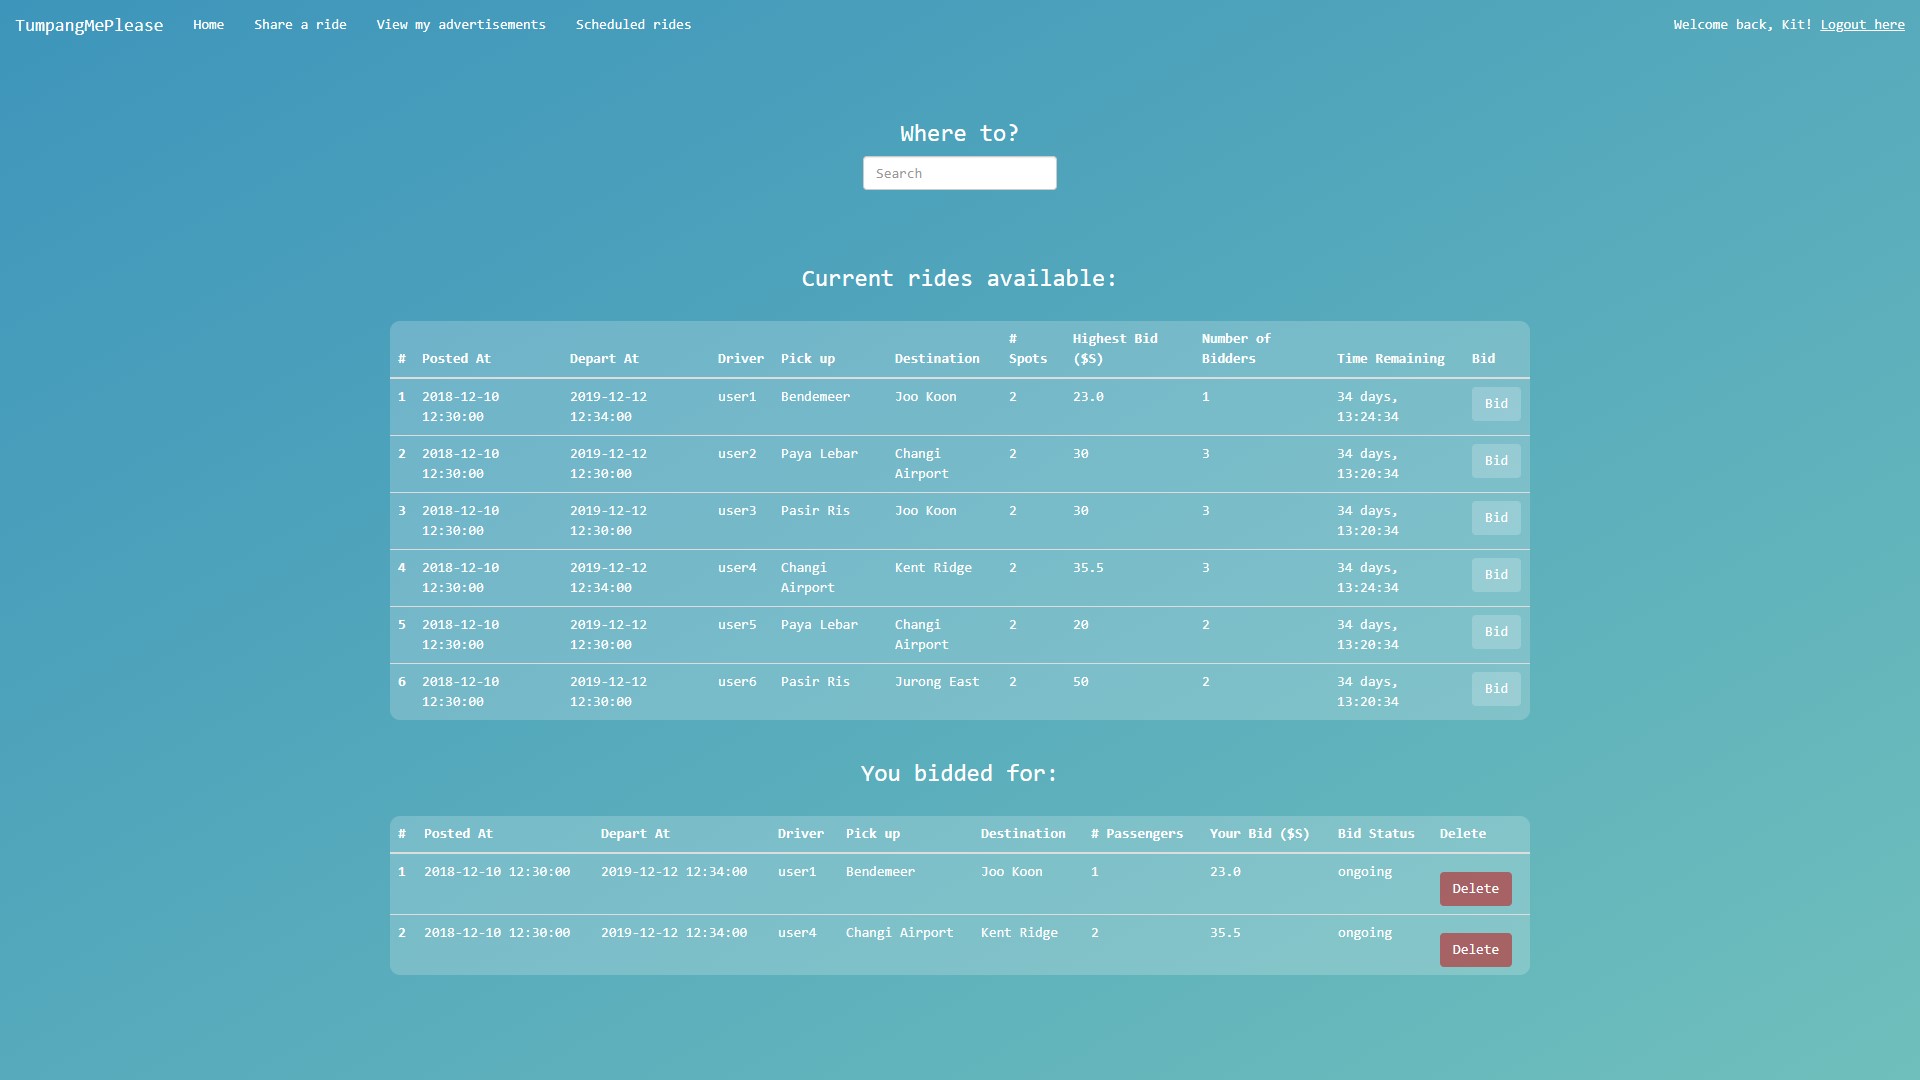 TumpangMePlease Home Share a ride View my advertisements Scheduled rides Welcome back, Kit! Logout here
Where to?
Search
Current rides available:
# Posted At Depart At Driver Pick up Destination # Spots Highest Bid ($S) Number of Bidders Time Remaining Bid
1 2018-12-10 12:30:00 2019-12-12 12:34:00 user1 Bendemeer Joo Koon 2 23.0 1 34 days, 13:24:34 Bid
2 2018-12-10 12:30:00 2019-12-12 12:30:00 user2 Paya Lebar Changi Airport 2 30 3 34 days, 13:20:34 Bid
3 2018-12-10 12:30:00 2019-12-12 12:30:00 user3 Pasir Ris Joo Koon 2 30 3 34 days, 13:20:34 Bid
4 2018-12-10 12:30:00 2019-12-12 12:34:00 user4 Changi Airport Kent Ridge 2 35.5 3 34 days, 13:24:34 Bid
5 2018-12-10 12:30:00 2019-12-12 12:30:00 user5 Paya Lebar Changi Airport 2 20 2 34 days, 13:20:34 Bid
6 2018-12-10 12:30:00 2019-12-12 12:30:00 user6 Pasir Ris Jurong East 2 50 2 34 days, 13:20:34 Bid
You bidded for:
# Posted At Depart At Driver Pick up Destination # Passengers Your Bid ($S) Bid Status Delete
1 2018-12-10 12:30:00 2019-12-12 12:34:00 user1 Bendemeer Joo Koon 1 23.0 ongoing Delete
2 2018-12-10 12:30:00 2019-12-12 12:34:00 user4 Changi Airport Kent Ridge 2 35.5 ongoing Delete